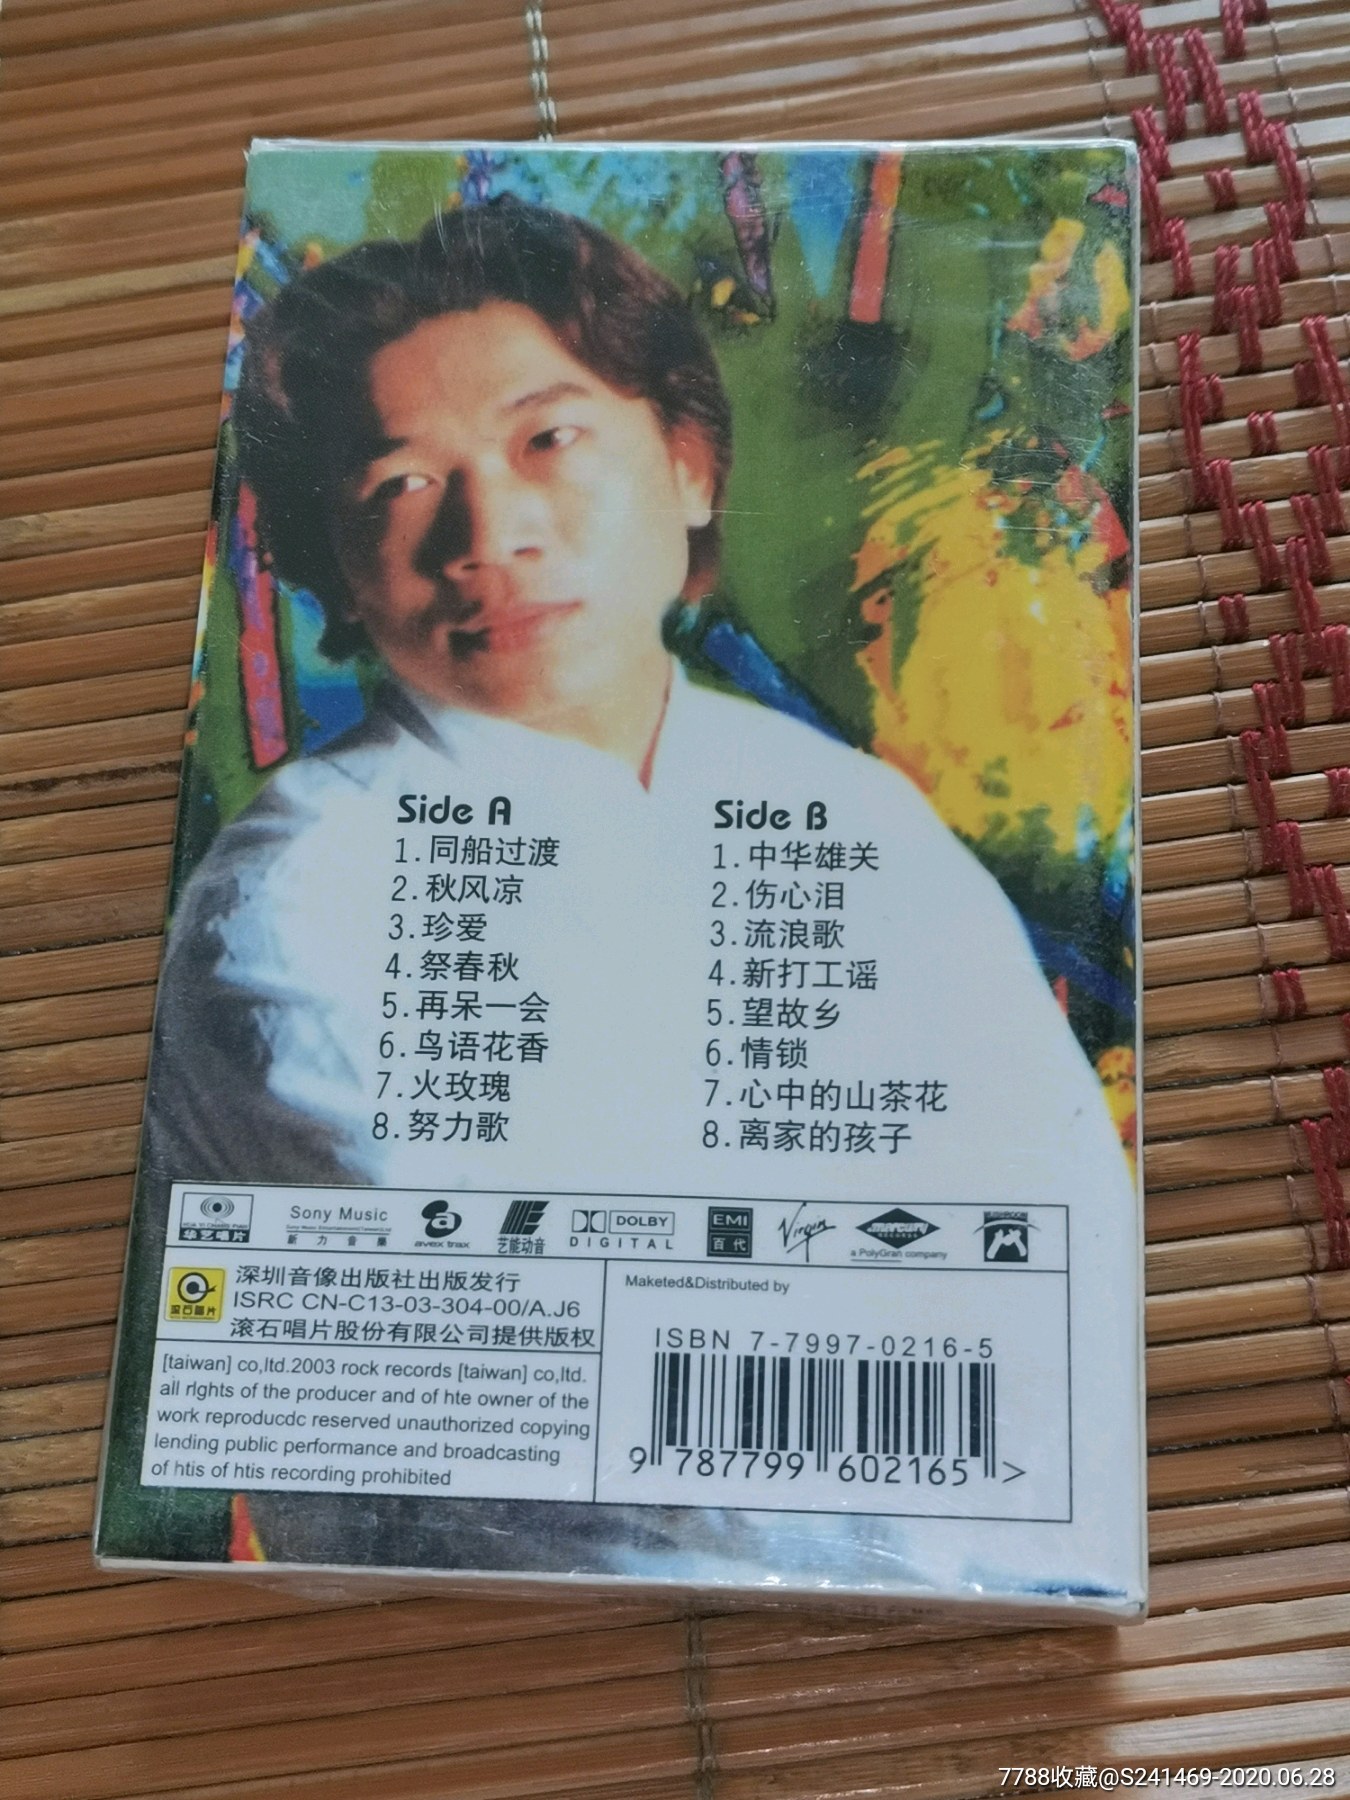 Side A
1.同船过渡
2.秋风凉
3.珍爱
4.祭春秋
5.再呆一会
6.鸟语花香
7.火玫瑰
8.努力歌
Side B
1.中华雄关
2.伤心泪
3.流浪歌
4.新打工谣
5.望故乡
6.情锁
7.心中的山茶花
8.离家的孩子
HUA YI CHANG PIAN
华艺唱片
Sony Music
新力音樂
avex trax
艺能动音
DOLBY
DIGITAL
EMI
百代
Virgin
MERCURY
RECORDS
a PolyGram company
MUSHROOM
滚石唱片
深圳音像出版社出版发行
ISRC CN-C13-03-304-00/A.J6
滚石唱片股份有限公司提供版权
[taiwan] co,ltd.2003 rock records [taiwan] co,ltd.
all rlghts of the producer and of hte owner of the
work reproducdc reserved unauthorized copying
lending public performance and broadcasting
of htis of htis recording prohibited
Maketed&Distributed by
ISBN 7-7997-0216-5
9 787799 602165 >
7788收藏@S241469-2020.06.28